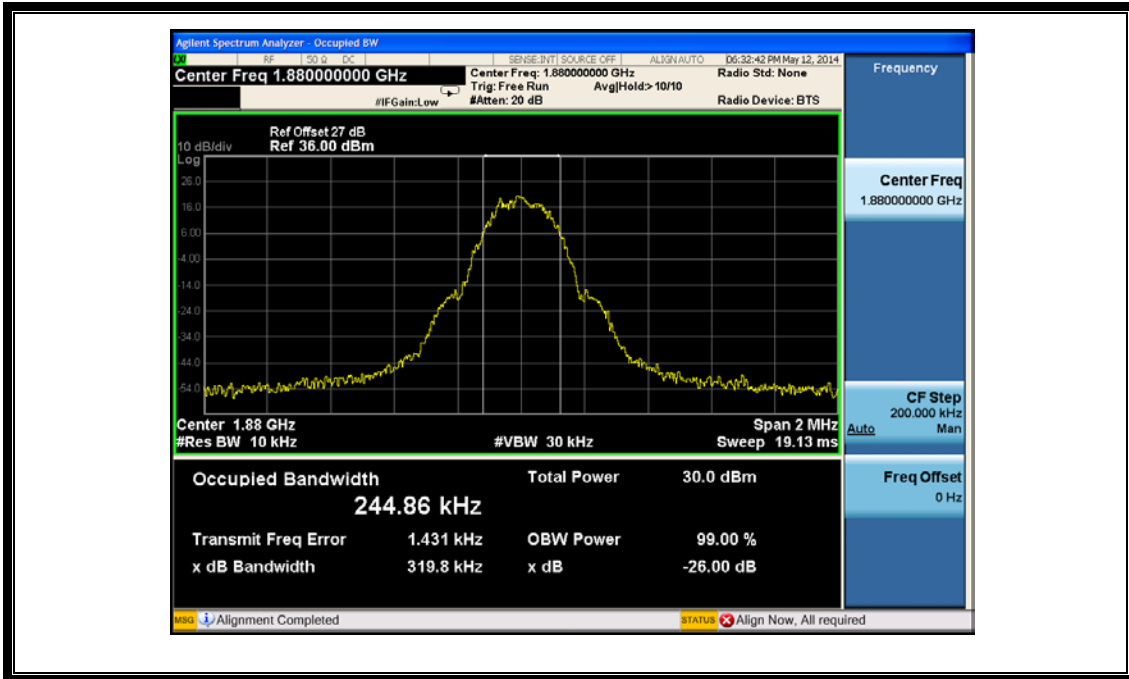 Agilent Spectrum Analyzer - Occupied BW
LXI RF 50 Ω DC SENSE:INT SOURCE OFF ALIGN AUTO 06:32:42 PM May 12, 2014
Center Freq 1.880000000 GHz
Center Freq: 1.880000000 GHz
Radio Std: None
Trig: Free Run Avg|Hold:> 10/10
#IFGain:Low
#Atten: 20 dB
Radio Device: BTS
Ref Offset 27 dB
10 dB/div Ref 36.00 dBm
Log
26.0
16.0
6.00
-4.00
-14.0
-24.0
-34.0
-44.0
-54.0
Center 1.88 GHz Span 2 MHz
#Res BW 10 kHz #VBW 30 kHz Sweep 19.13 ms
Occupied Bandwidth Total Power 30.0 dBm
244.86 kHz
Transmit Freq Error 1.431 kHz OBW Power 99.00 %
x dB Bandwidth 319.8 kHz x dB -26.00 dB
Frequency
Center Freq
1.880000000 GHz
CF Step
200.000 kHz
Auto Man
Freq Offset
0 Hz
MSG Alignment Completed STATUS Align Now, All required